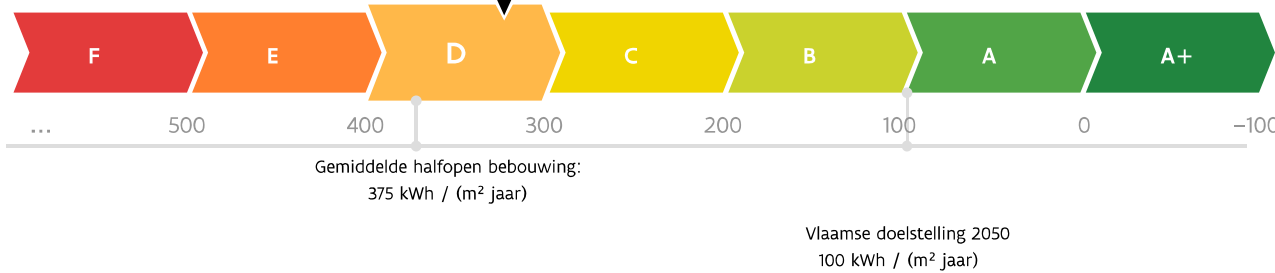 F E D C B A A+
... 500 400 300 200 100 0 –100
Gemiddelde halfopen bebouwing:
375 kWh / (m² jaar)
Vlaamse doelstelling 2050
100 kWh / (m² jaar)